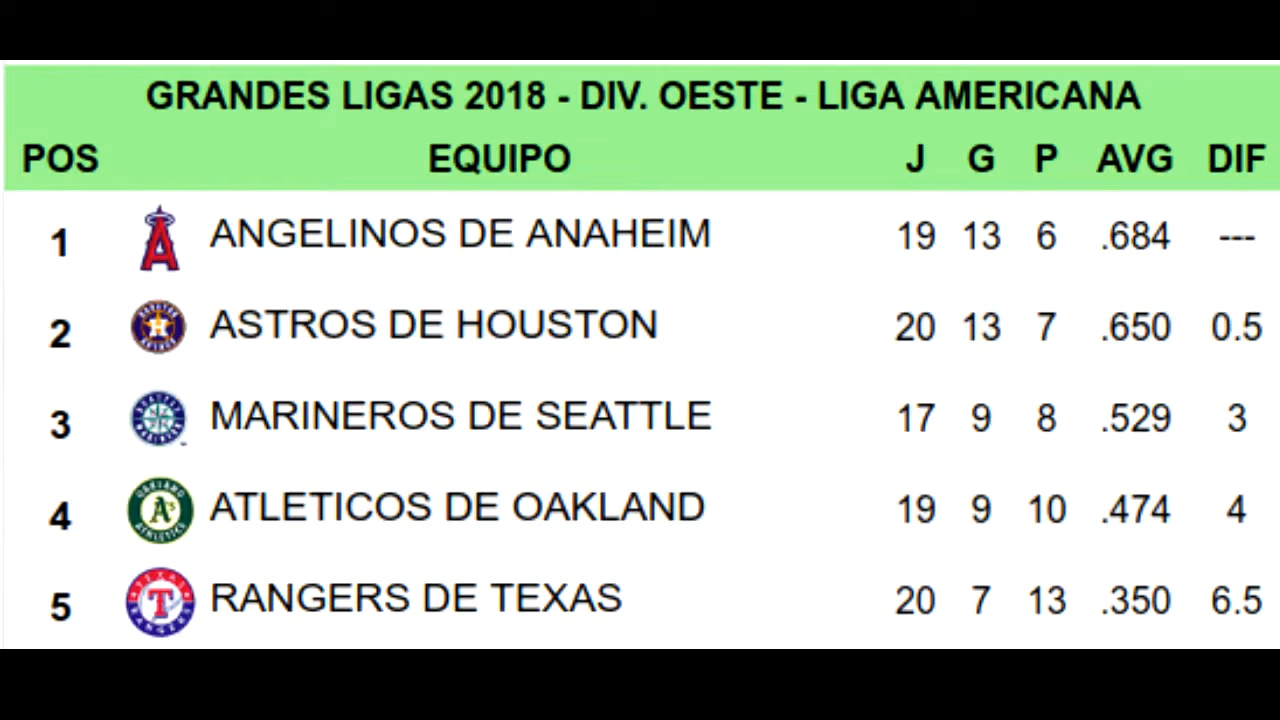 GRANDES LIGAS 2018 - DIV. OESTE - LIGA AMERICANA
POS EQUIPO J G P AVG DIF
1 ANGELINOS DE ANAHEIM 19 13 6 .684 ---
2 ASTROS DE HOUSTON 20 13 7 .650 0.5
3 MARINEROS DE SEATTLE 17 9 8 .529 3
4 ATLETICOS DE OAKLAND 19 9 10 .474 4
5 RANGERS DE TEXAS 20 7 13 .350 6.5